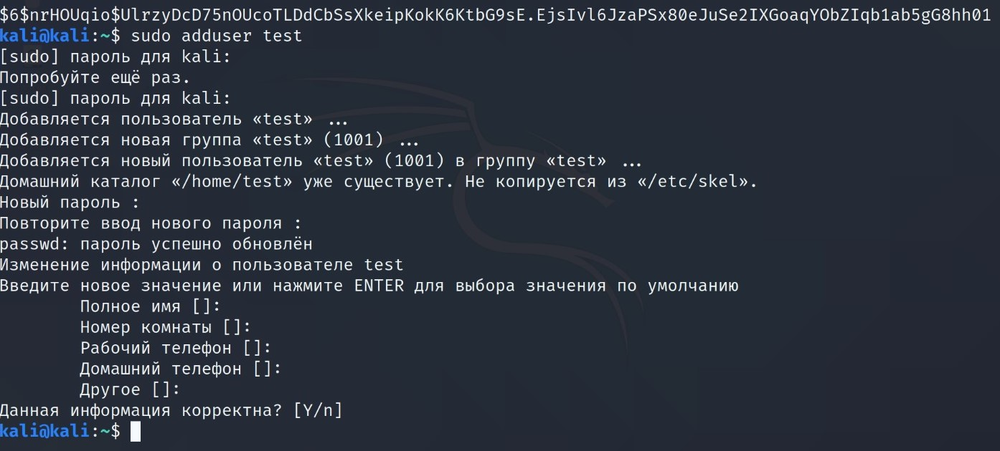 $6$nrHOUqio$UlrzyDcD75nOUcoTLDdCbSsXkeipKokK6KtbG9sE.EjsIvl6JzaPSx80eJuSe2IXGoaqYObZIqb1ab5gG8hh01
kali@kali:~$ sudo adduser test
[sudo] пароль для kali:
Попробуйте ещё раз.
[sudo] пароль для kali:
Добавляется пользователь «test» ...
Добавляется новая группа «test» (1001) ...
Добавляется новый пользователь «test» (1001) в группу «test» ...
Домашний каталог «/home/test» уже существует. Не копируется из «/etc/skel».
Новый пароль :
Повторите ввод нового пароля :
passwd: пароль успешно обновлён
Изменение информации о пользователе test
Введите новое значение или нажмите ENTER для выбора значения по умолчанию
Полное имя []:
Номер комнаты []:
Рабочий телефон []:
Домашний телефон []:
Другое []:
Данная информация корректна? [Y/n]
kali@kali:~$